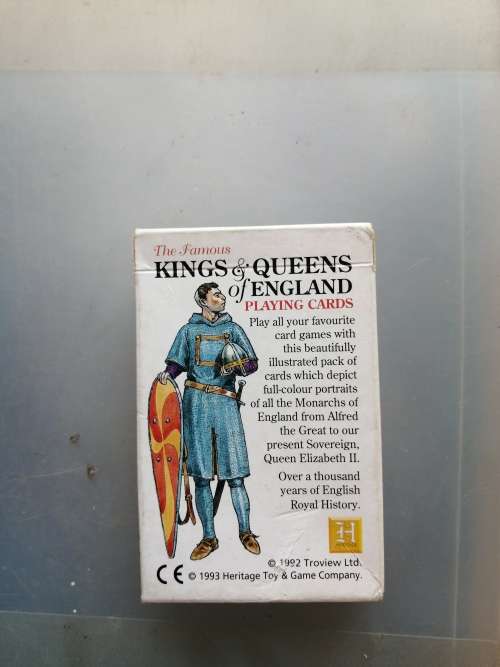 The Famous
KINGS & QUEENS
of ENGLAND
PLAYING CARDS
Play all your favourite
card games with
this beautifully
illustrated pack of
cards which depict
full-colour portraits
of all the Monarchs of
England from Alfred
the Great to our
present Sovereign,
Queen Elizabeth II.
Over a thousand
years of English
Royal History.
H
© 1992 Troview Ltd.
CE © 1993 Heritage Toy & Game Company.